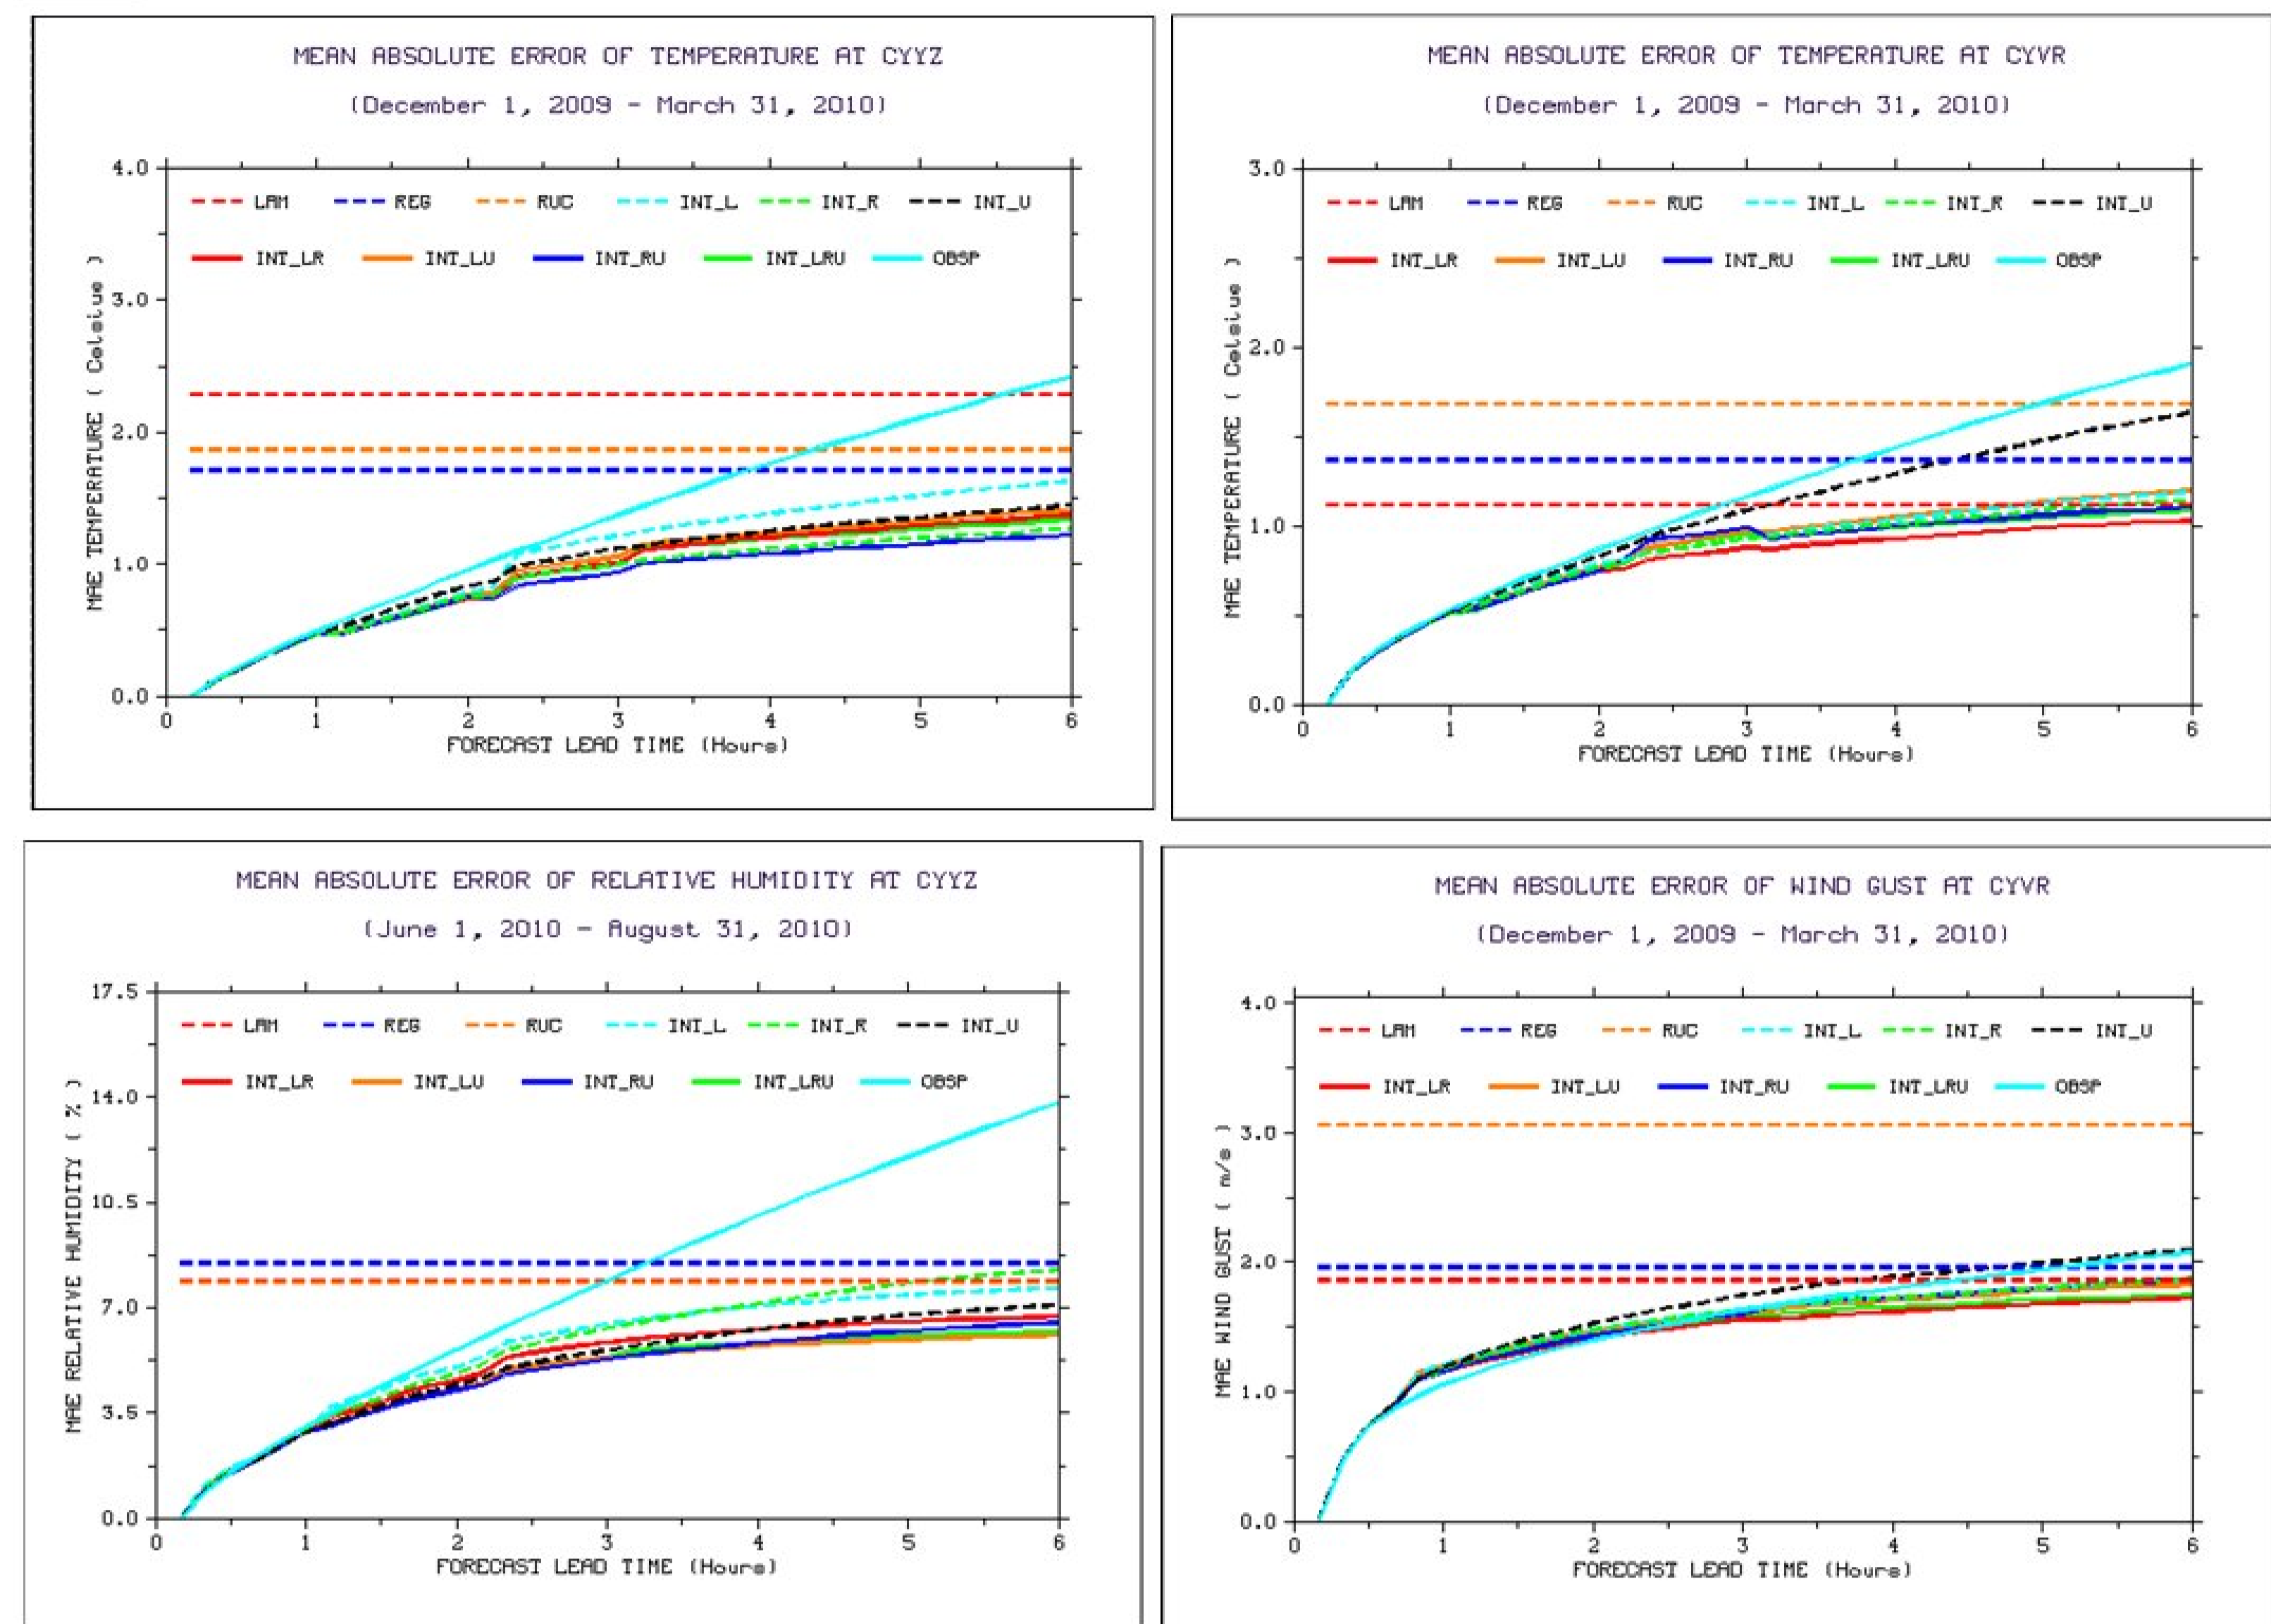 MEAN ABSOLUTE ERROR OF TEMPERATURE AT CYYZ
(December 1, 2009 - March 31, 2010)
4.0
LAM REG RUC INT_L INT_R INT_U
INT_LR INT_LU INT_RU INT_LRU OBSP
3.0
2.0
1.0
0.0
MAE TEMPERATURE ( Celsius )
0 1 2 3 4 5 6
FORECAST LEAD TIME (Hours)
MEAN ABSOLUTE ERROR OF TEMPERATURE AT CYVR
(December 1, 2009 - March 31, 2010)
3.0
LAM REG RUC INT_L INT_R INT_U
INT_LR INT_LU INT_RU INT_LRU OBSP
2.0
1.0
0.0
MAE TEMPERATURE ( Celsius )
0 1 2 3 4 5 6
FORECAST LEAD TIME (Hours)
MEAN ABSOLUTE ERROR OF RELATIVE HUMIDITY AT CYYZ
(June 1, 2010 - August 31, 2010)
17.5
LAM REG RUC INT_L INT_R INT_U
INT_LR INT_LU INT_RU INT_LRU OBSP
14.0
10.5
7.0
3.5
0.0
MAE RELATIVE HUMIDITY ( % )
0 1 2 3 4 5 6
FORECAST LEAD TIME (Hours)
MEAN ABSOLUTE ERROR OF WIND GUST AT CYVR
(December 1, 2009 - March 31, 2010)
4.0
LAM REG RUC INT_L INT_R INT_U
INT_LR INT_LU INT_RU INT_LRU OBSP
3.0
2.0
1.0
0.0
MAE WIND GUST ( m/s )
0 1 2 3 4 5 6
FORECAST LEAD TIME (Hours)